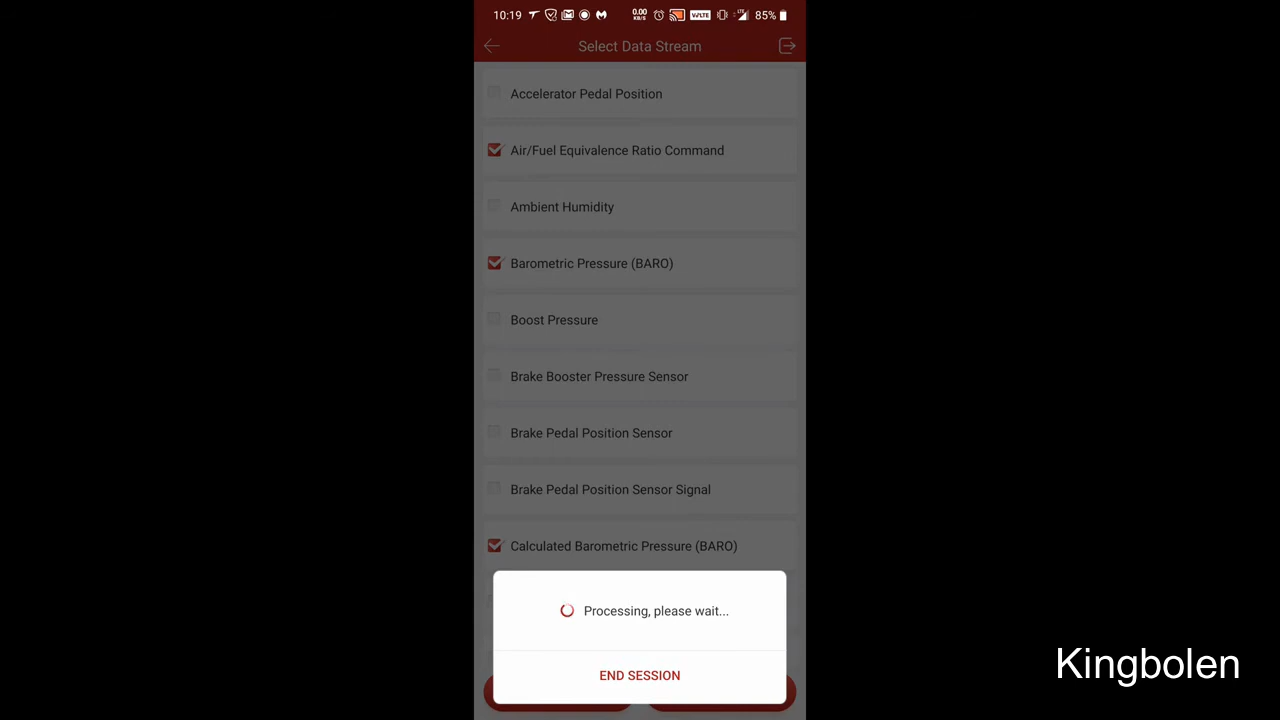 10:19 0.00 KB/S VoLTE LTE 85%
Select Data Stream
Accelerator Pedal Position
Air/Fuel Equivalence Ratio Command
Ambient Humidity
Barometric Pressure (BARO)
Boost Pressure
Brake Booster Pressure Sensor
Brake Pedal Position Sensor
Brake Pedal Position Sensor Signal
Calculated Barometric Pressure (BARO)
Processing, please wait...
END SESSION
Kingbolen